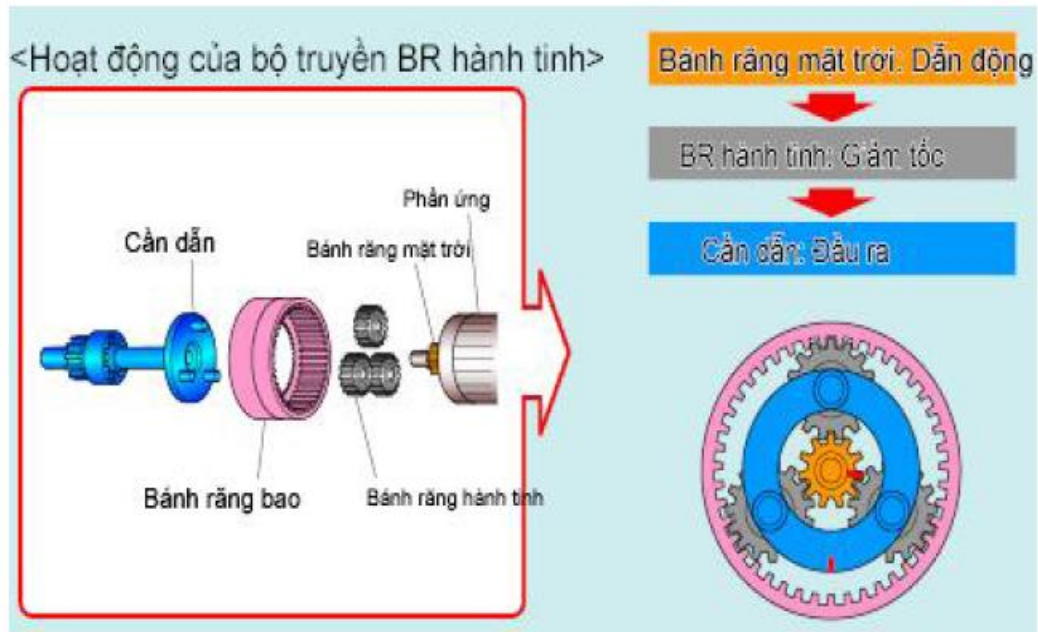 <Hoạt động của bộ truyền BR hành tinh>
Bánh răng mặt trời: Dẫn động
BR hành tinh: Giảm tốc
Cần dẫn: Đầu ra
Phần ứng
Cần dẫn
Bánh răng mặt trời
Bánh răng bao
Bánh răng hành tinh